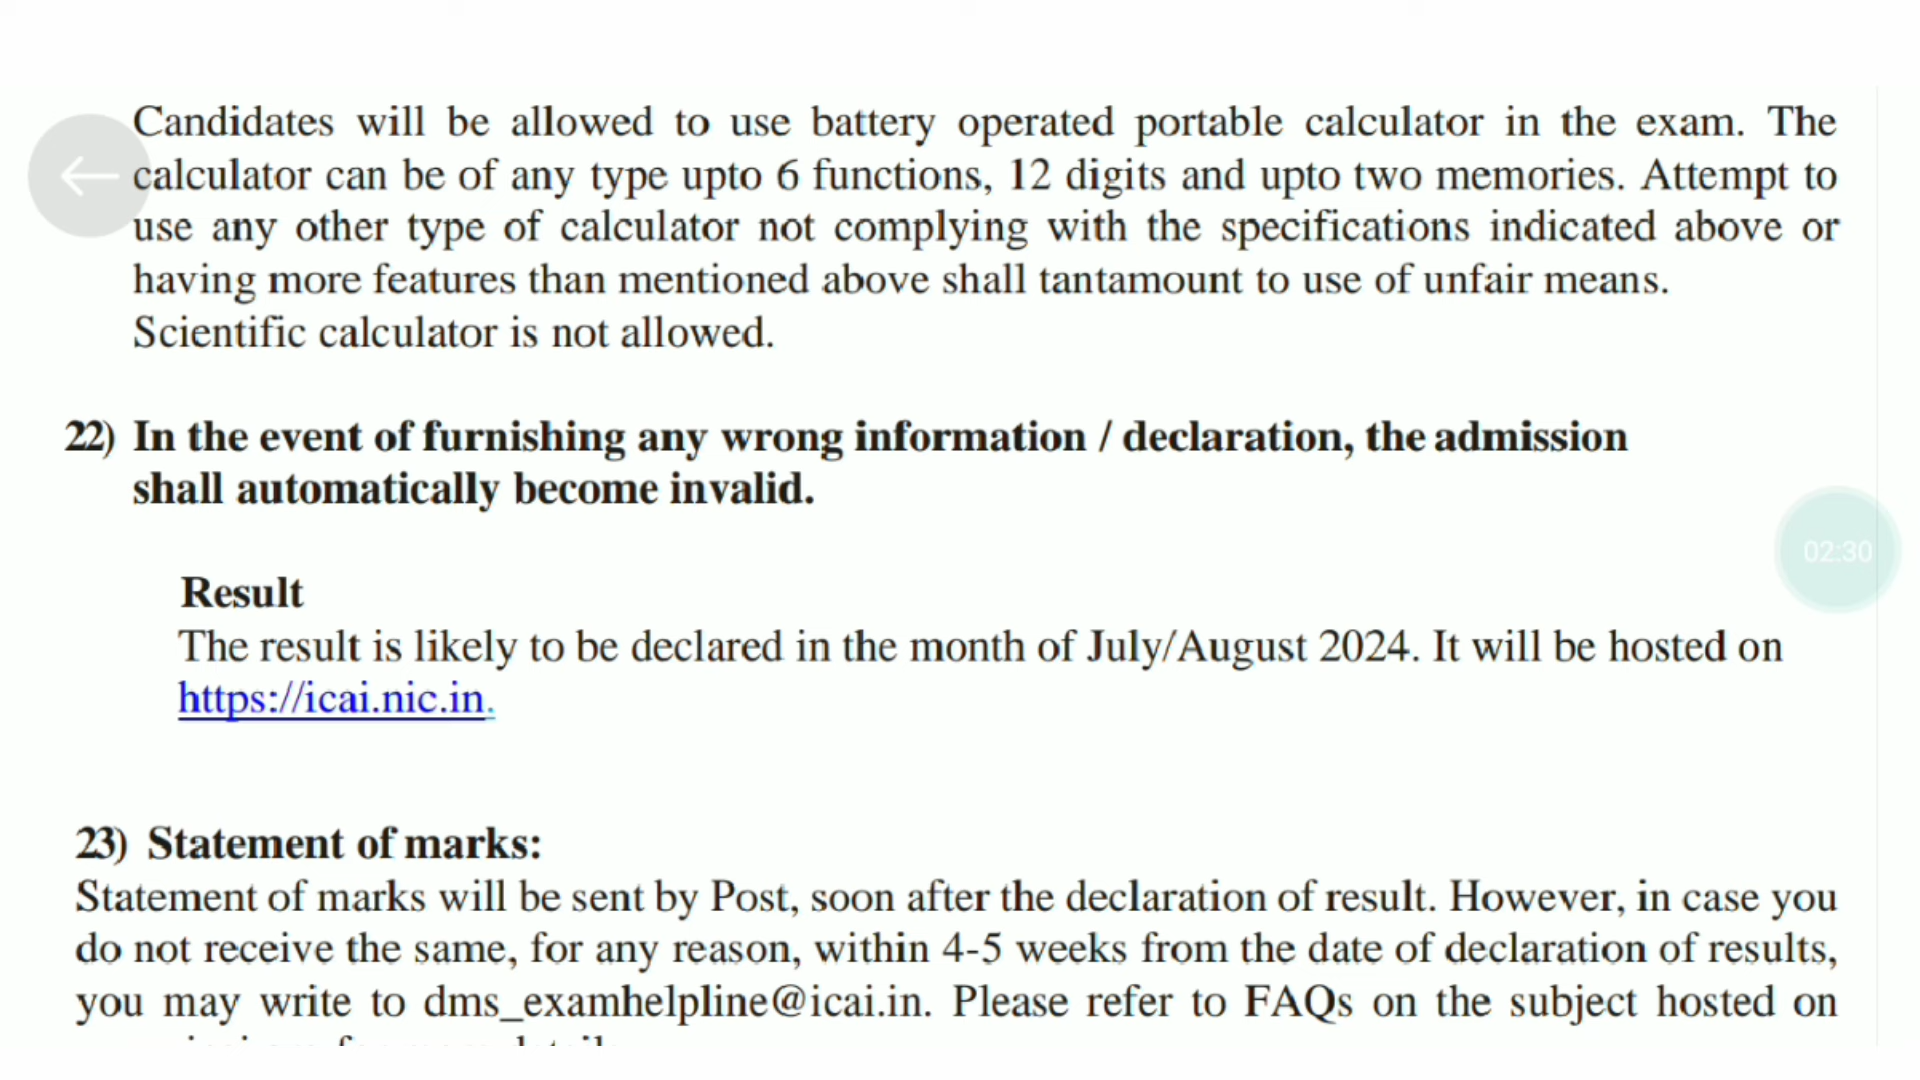 Candidates will be allowed to use battery operated portable calculator in the exam. The
calculator can be of any type upto 6 functions, 12 digits and upto two memories. Attempt to
use any other type of calculator not complying with the specifications indicated above or
having more features than mentioned above shall tantamount to use of unfair means.
Scientific calculator is not allowed.
22) In the event of furnishing any wrong information / declaration, the admission
shall automatically become invalid.
02:30
Result
The result is likely to be declared in the month of July/August 2024. It will be hosted on
https://icai.nic.in.
23) Statement of marks:
Statement of marks will be sent by Post, soon after the declaration of result. However, in case you
do not receive the same, for any reason, within 4-5 weeks from the date of declaration of results,
you may write to dms_examhelpline@icai.in. Please refer to FAQs on the subject hosted on